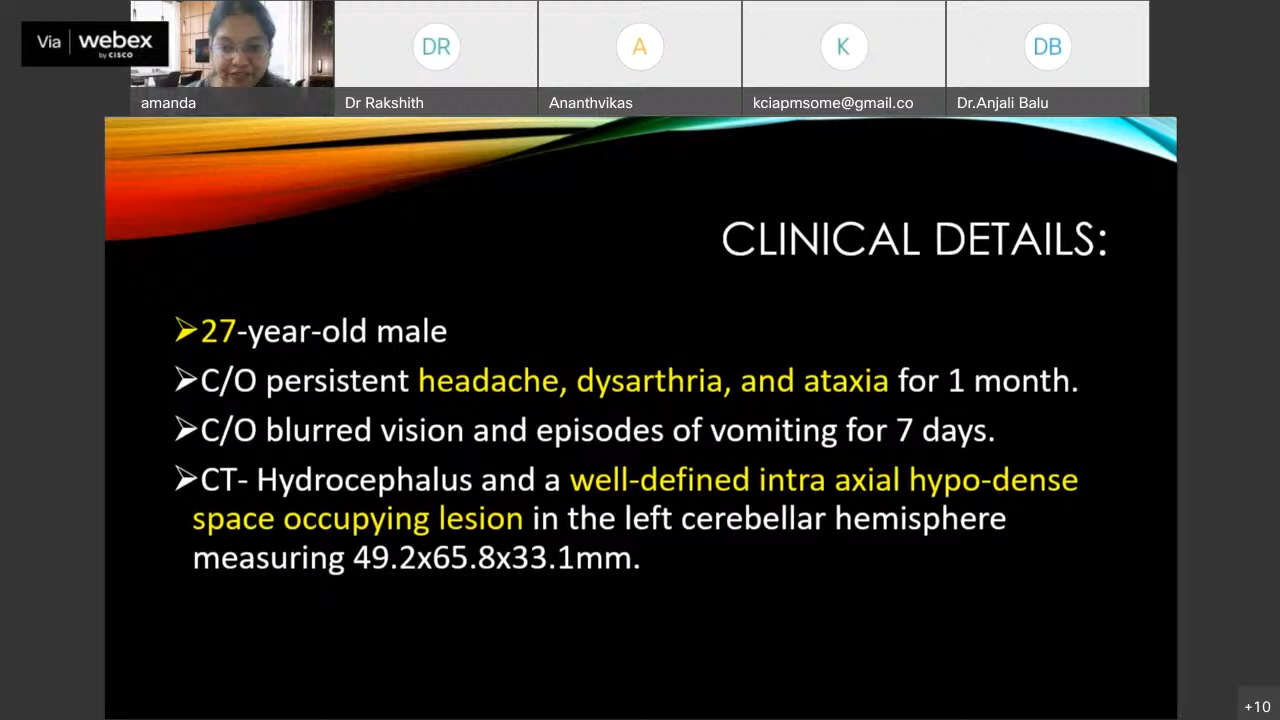 Via webex
by CISCO
DR
A
K
DB
amanda
Dr Rakshith
Ananthvikas
kciapmsome@gmail.co
Dr.Anjali Balu
CLINICAL DETAILS:
27-year-old male
C/O persistent headache, dysarthria, and ataxia for 1 month.
C/O blurred vision and episodes of vomiting for 7 days.
CT- Hydrocephalus and a well-defined intra axial hypo-dense
space occupying lesion in the left cerebellar hemisphere
measuring 49.2x65.8x33.1mm.
+10